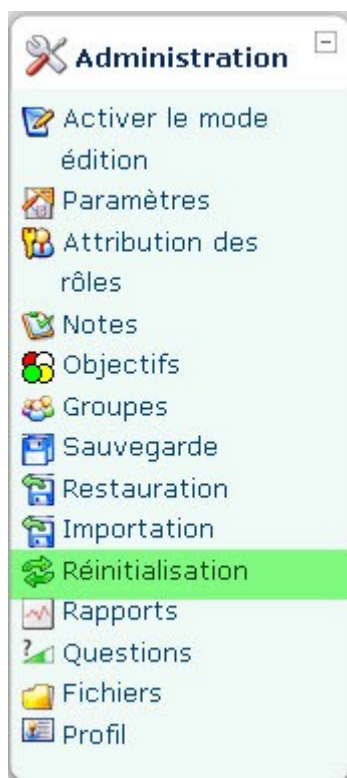 Administration
Activer le mode
édition
Paramètres
Attribution des
rôles
Notes
Objectifs
Groupes
Sauvegarde
Restauration
Importation
Réinitialisation
Rapports
Questions
Fichiers
Profil